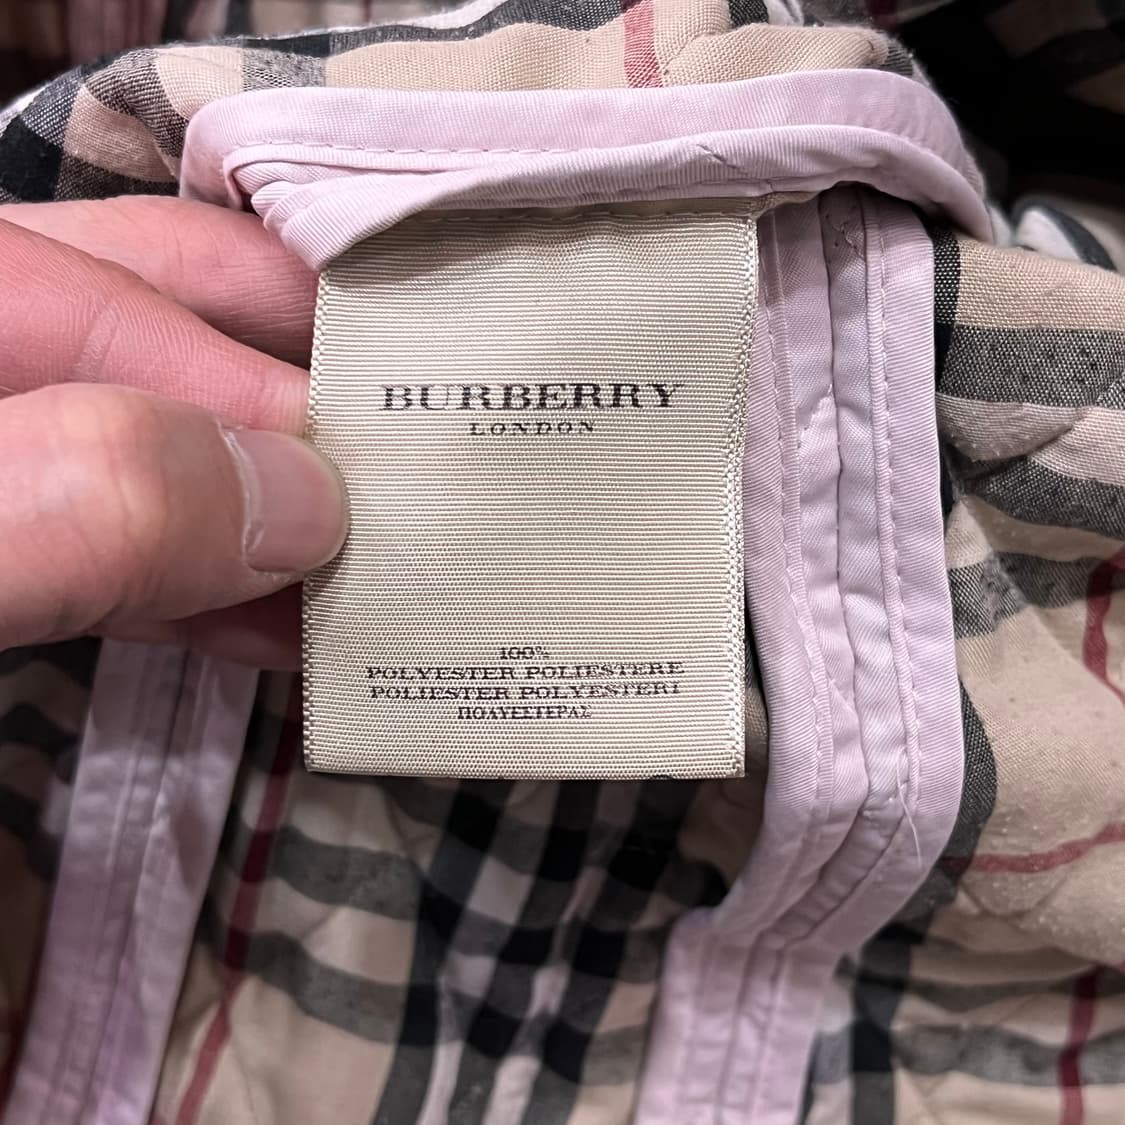 BURBERRY
LONDON
100%
POLYESTER POLIESTERE
POLIESTER POLYESTERI
ΠΟΛΥΕΣΤΕΡΑΣ